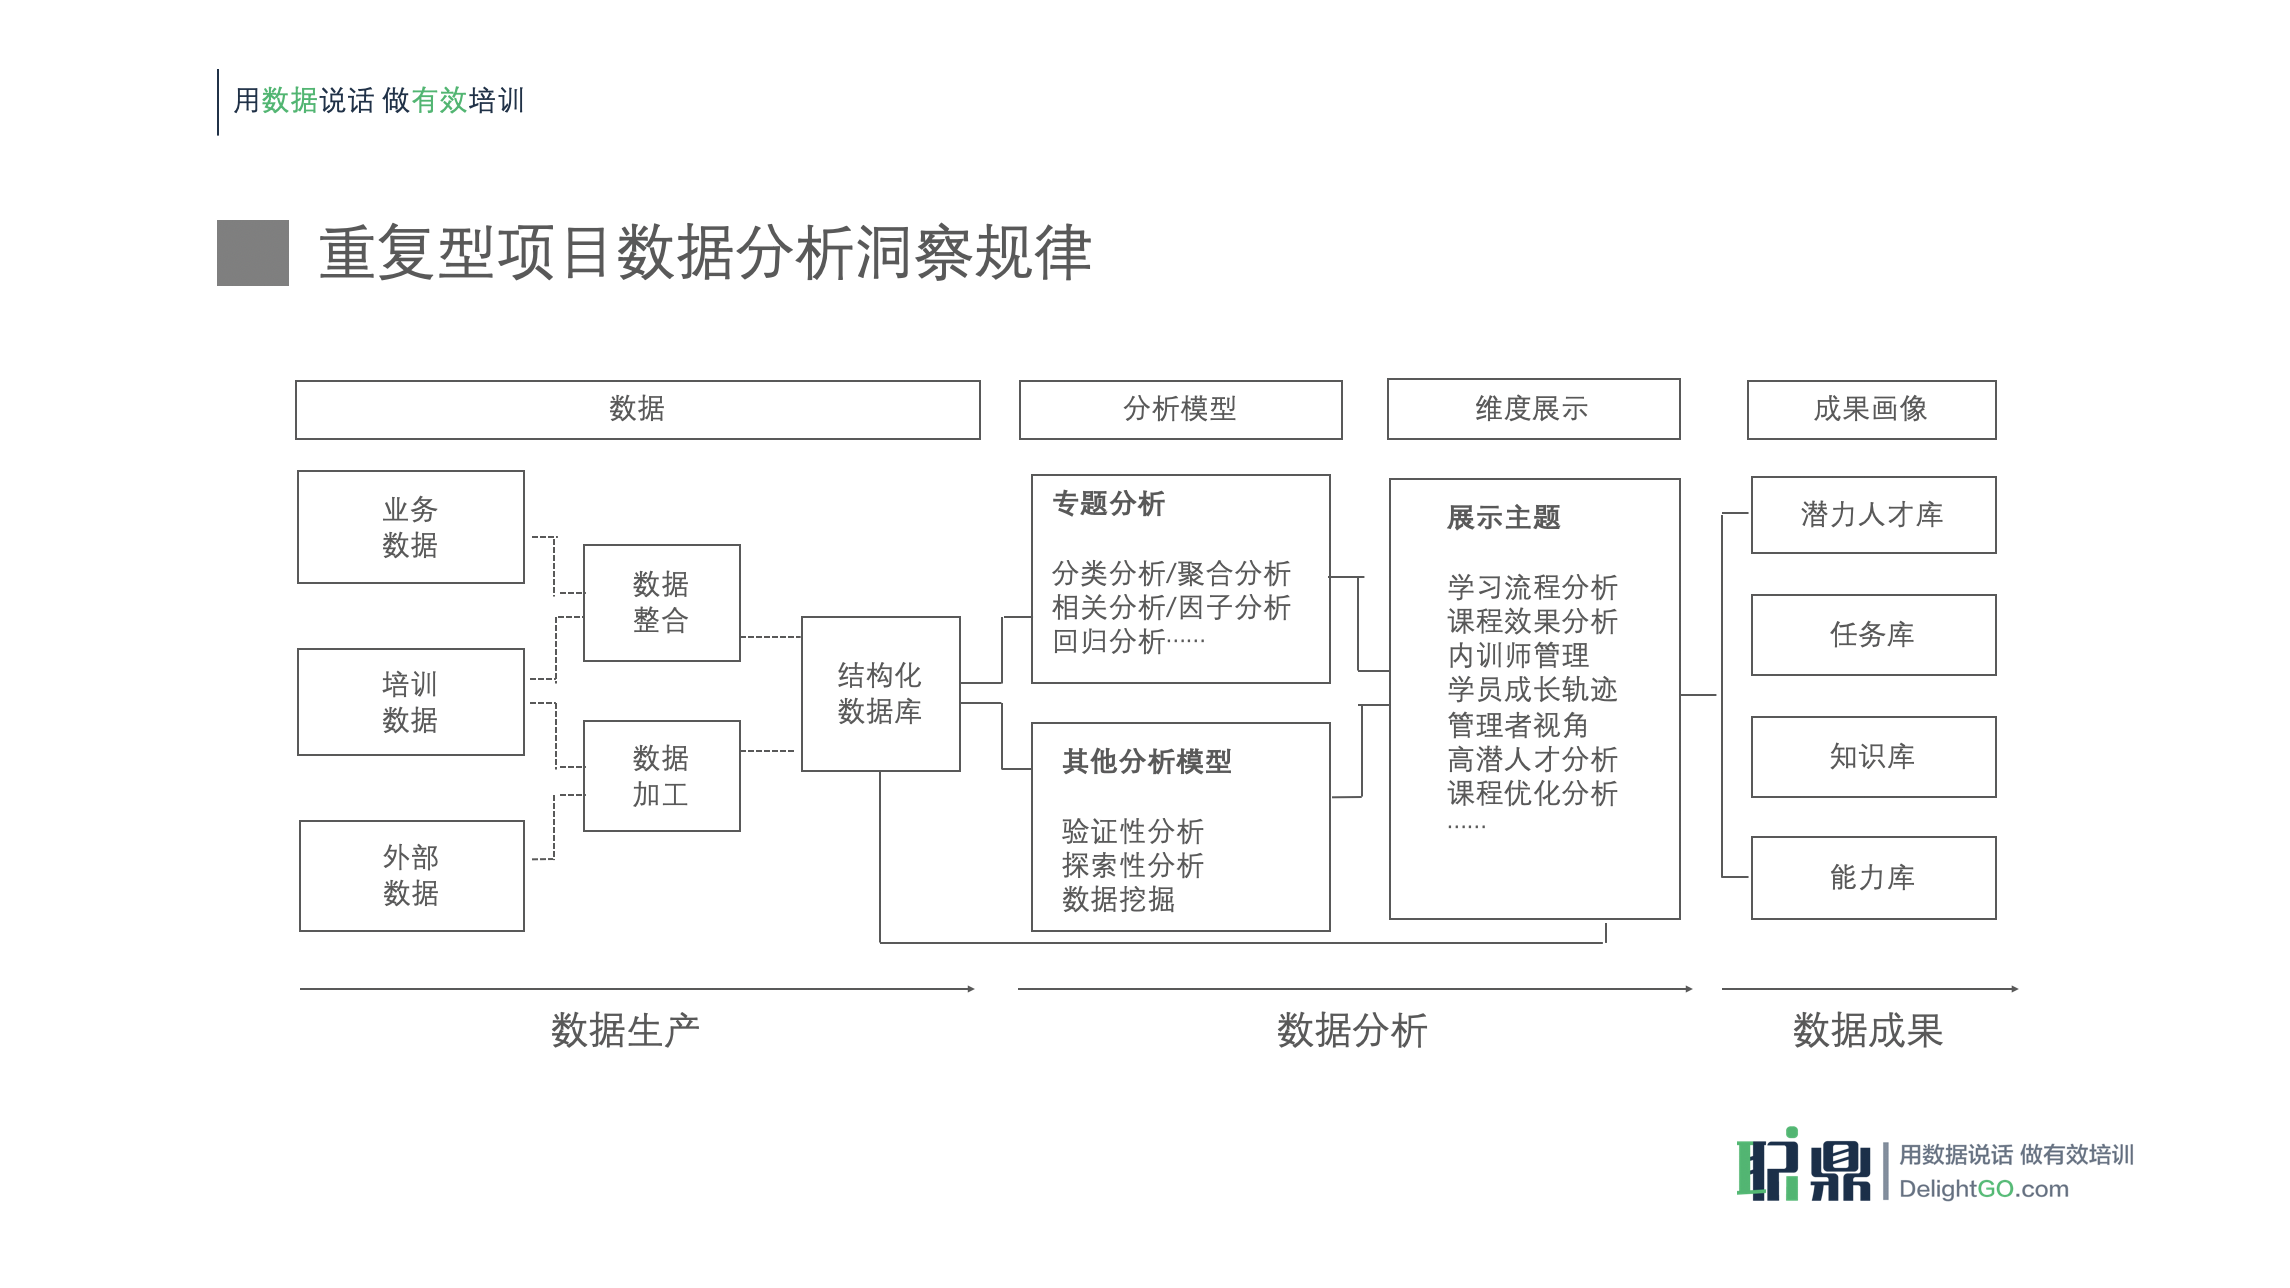 用数据说话 做有效培训
重复型项目数据分析洞察规律
数据
分析模型
维度展示
成果画像
业务
数据
培训
数据
外部
数据
数据
整合
数据
加工
结构化
数据库
专题分析
分类分析/聚合分析
相关分析/因子分析
回归分析……
其他分析模型
验证性分析
探索性分析
数据挖掘
展示主题
学习流程分析
课程效果分析
内训师管理
学员成长轨迹
管理者视角
高潜人才分析
课程优化分析
……
潜力人才库
任务库
知识库
能力库
数据生产
数据分析
数据成果
职鼎
用数据说话 做有效培训
DelightGO.com